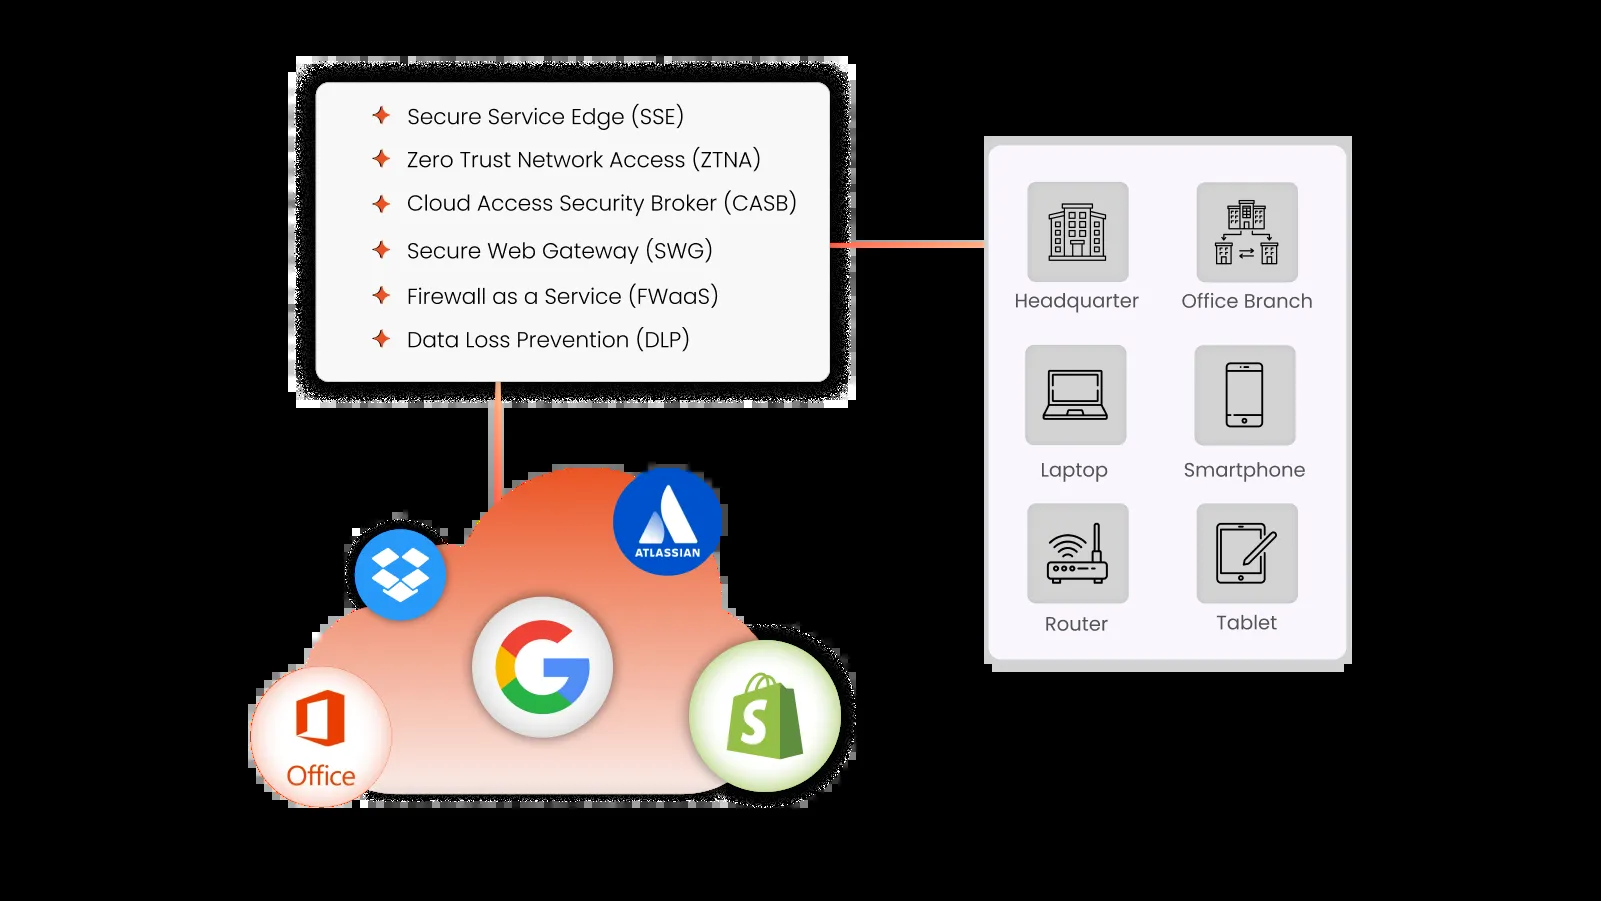 Secure Service Edge (SSE)
Zero Trust Network Access (ZTNA)
Cloud Access Security Broker (CASB)
Secure Web Gateway (SWG)
Firewall as a Service (FWaaS)
Data Loss Prevention (DLP)
Headquarter
Office Branch
Laptop
Smartphone
Router
Tablet
ATLASSIAN
G
S
Office